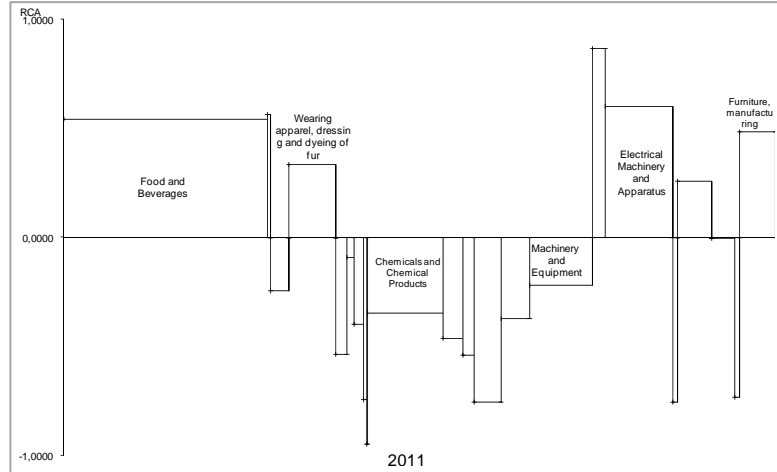 RCA
1,0000
Wearing
apparel, dressin
g and dyeing of
fur
Furniture,
manufactu
ring
Food and
Beverages
Electrical
Machinery
and
Apparatus
0,0000
Chemicals and
Chemical
Products
Machinery
and
Equipment
-1,0000
2011